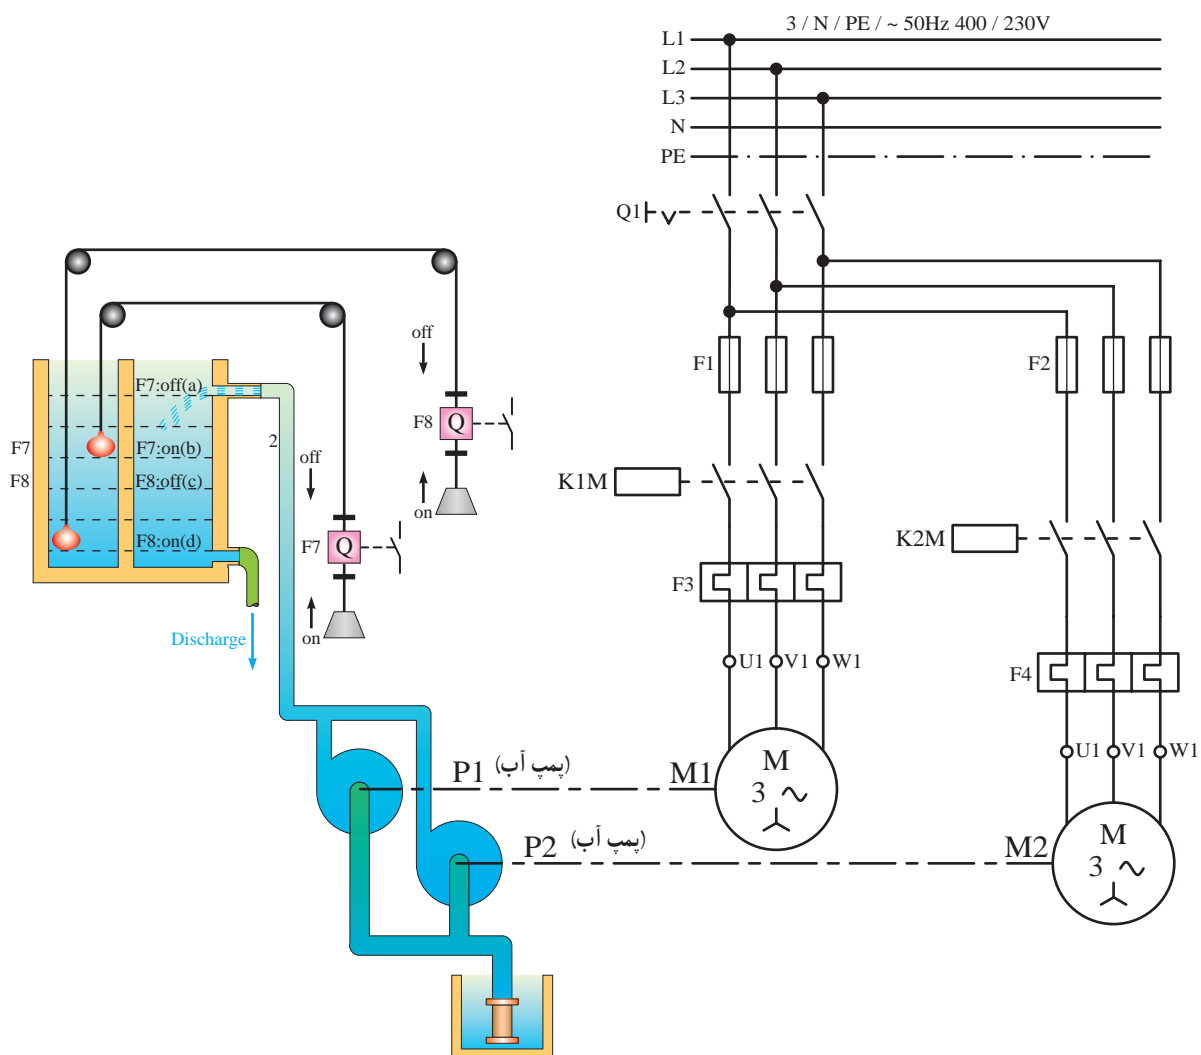 3 / N / PE / ~ 50Hz 400 / 230V
L1
L2
L3
N
PE
Q1
off
F7:off(a)
F1
F2
F8
Q
2
F7
F7:on(b)
off
F8
F8:off(c)
K1M
on
F8:on(d)
F7
Q
K2M
F3
on
Discharge
U1
V1
W1
F4
U1
V1
W1
P1 (پمپ آب)
M1
M
3 ~
P2 (پمپ آب)
M2
M
3 ~